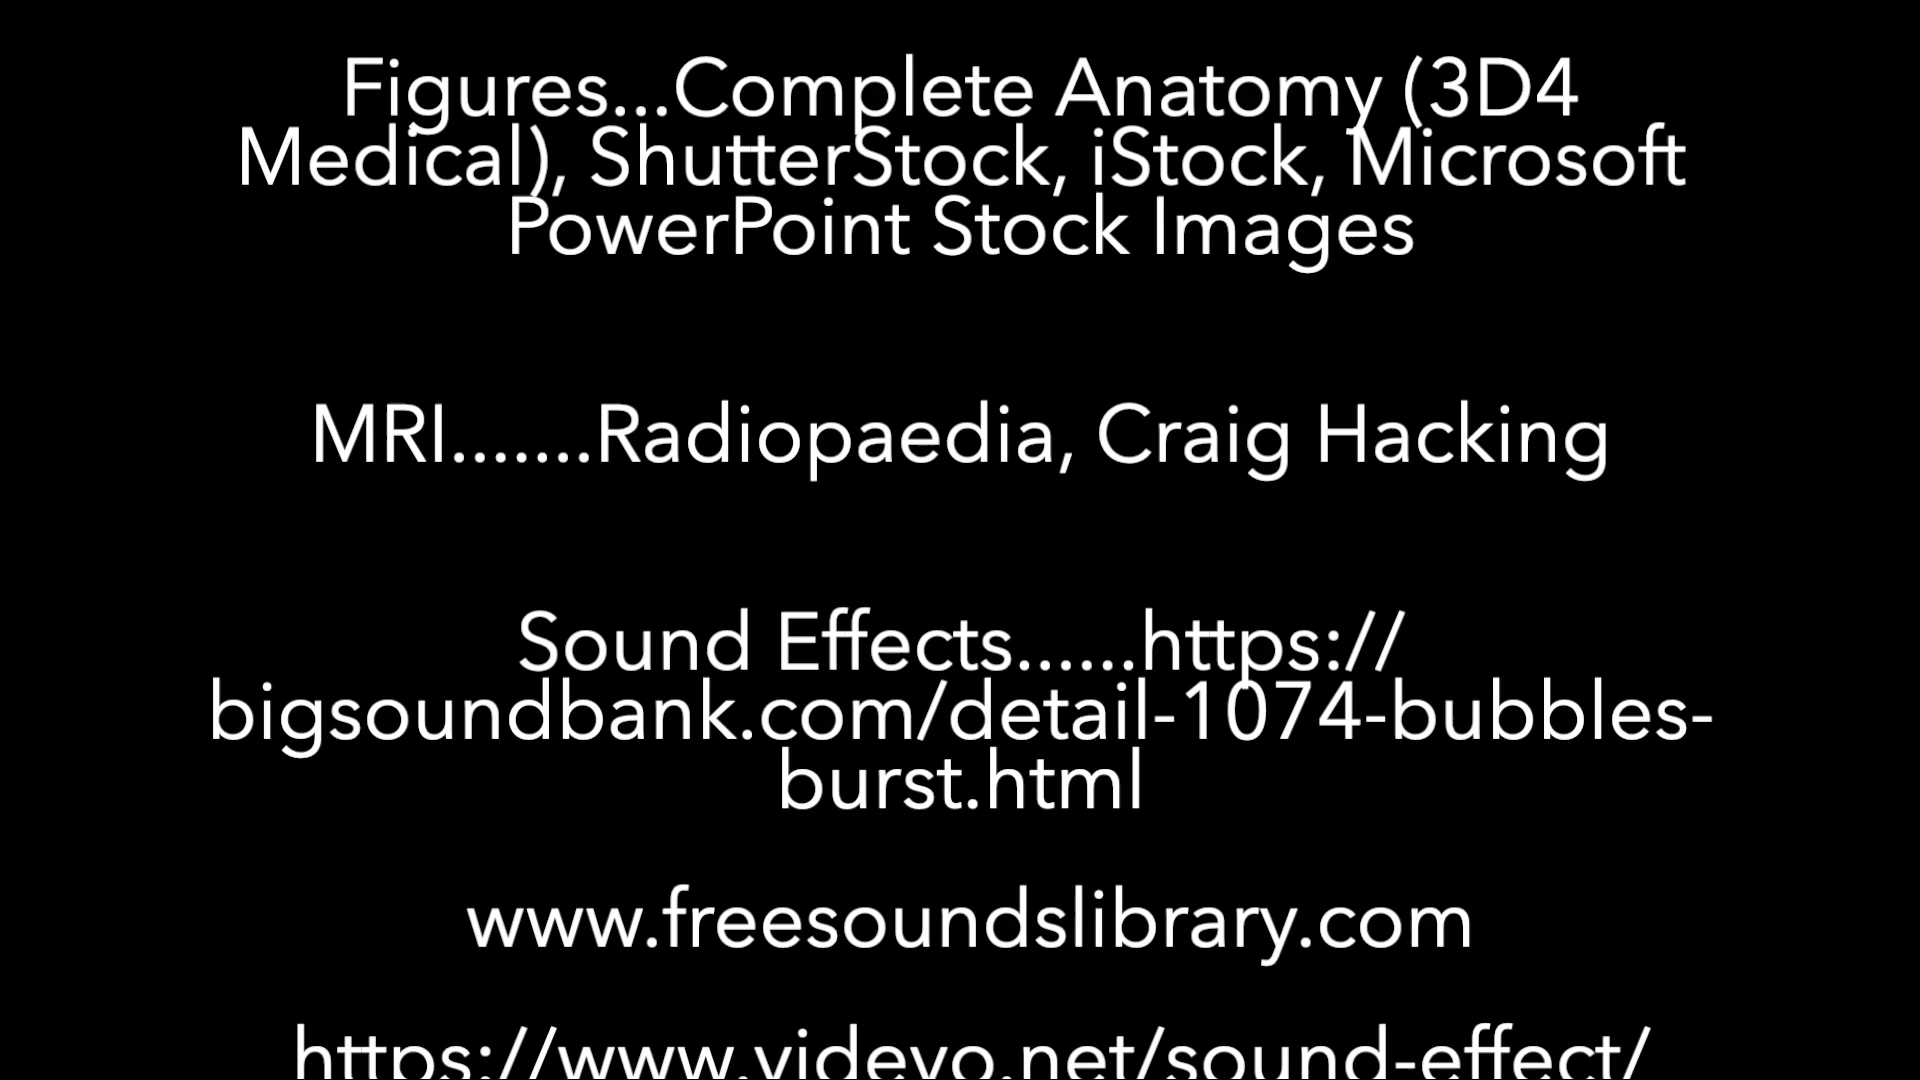 Figures...Complete Anatomy (3D4
Medical), ShutterStock, iStock, Microsoft
PowerPoint Stock Images
MRI.......Radiopaedia, Craig Hacking
Sound Effects......https://
bigsoundbank.com/detail-1074-bubbles-
burst.html
www.freesoundslibrary.com
https://www.videvo.net/sound-effect/